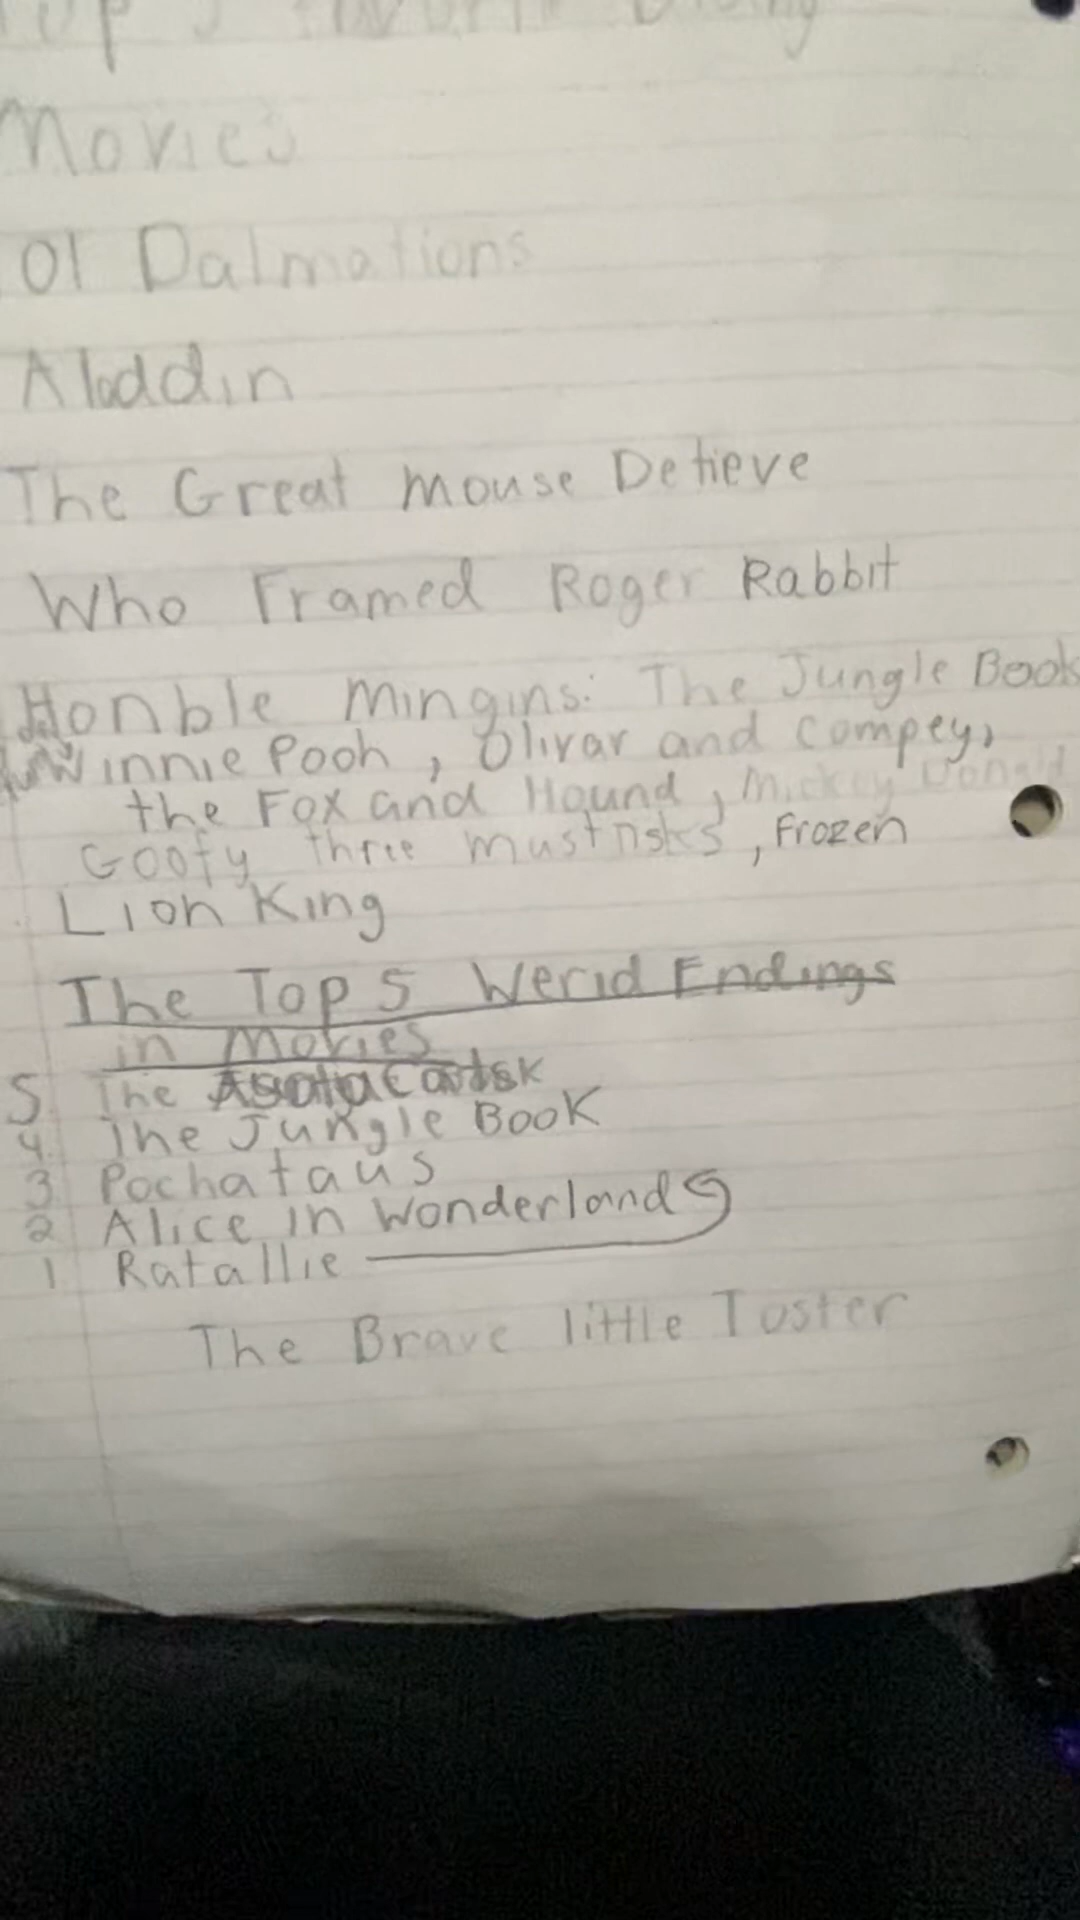 Top 5
Movies
01 Dalmations
Aladdin
The Great mouse Detieve
Who Framed Roger Rabbit
Honble Mingins: The Jungle Book
Winnie Pooh, Olivar and compey,
the Fox and Hound, Mickey Donald
Goofy three
, Frozen
Lion King
The Top 5 Werid Endings
in Movies
5 The
4. The Jungle Book
3. Pochataus
2 Alice in Wonderland
1 Ratallie
The Brave little Toster